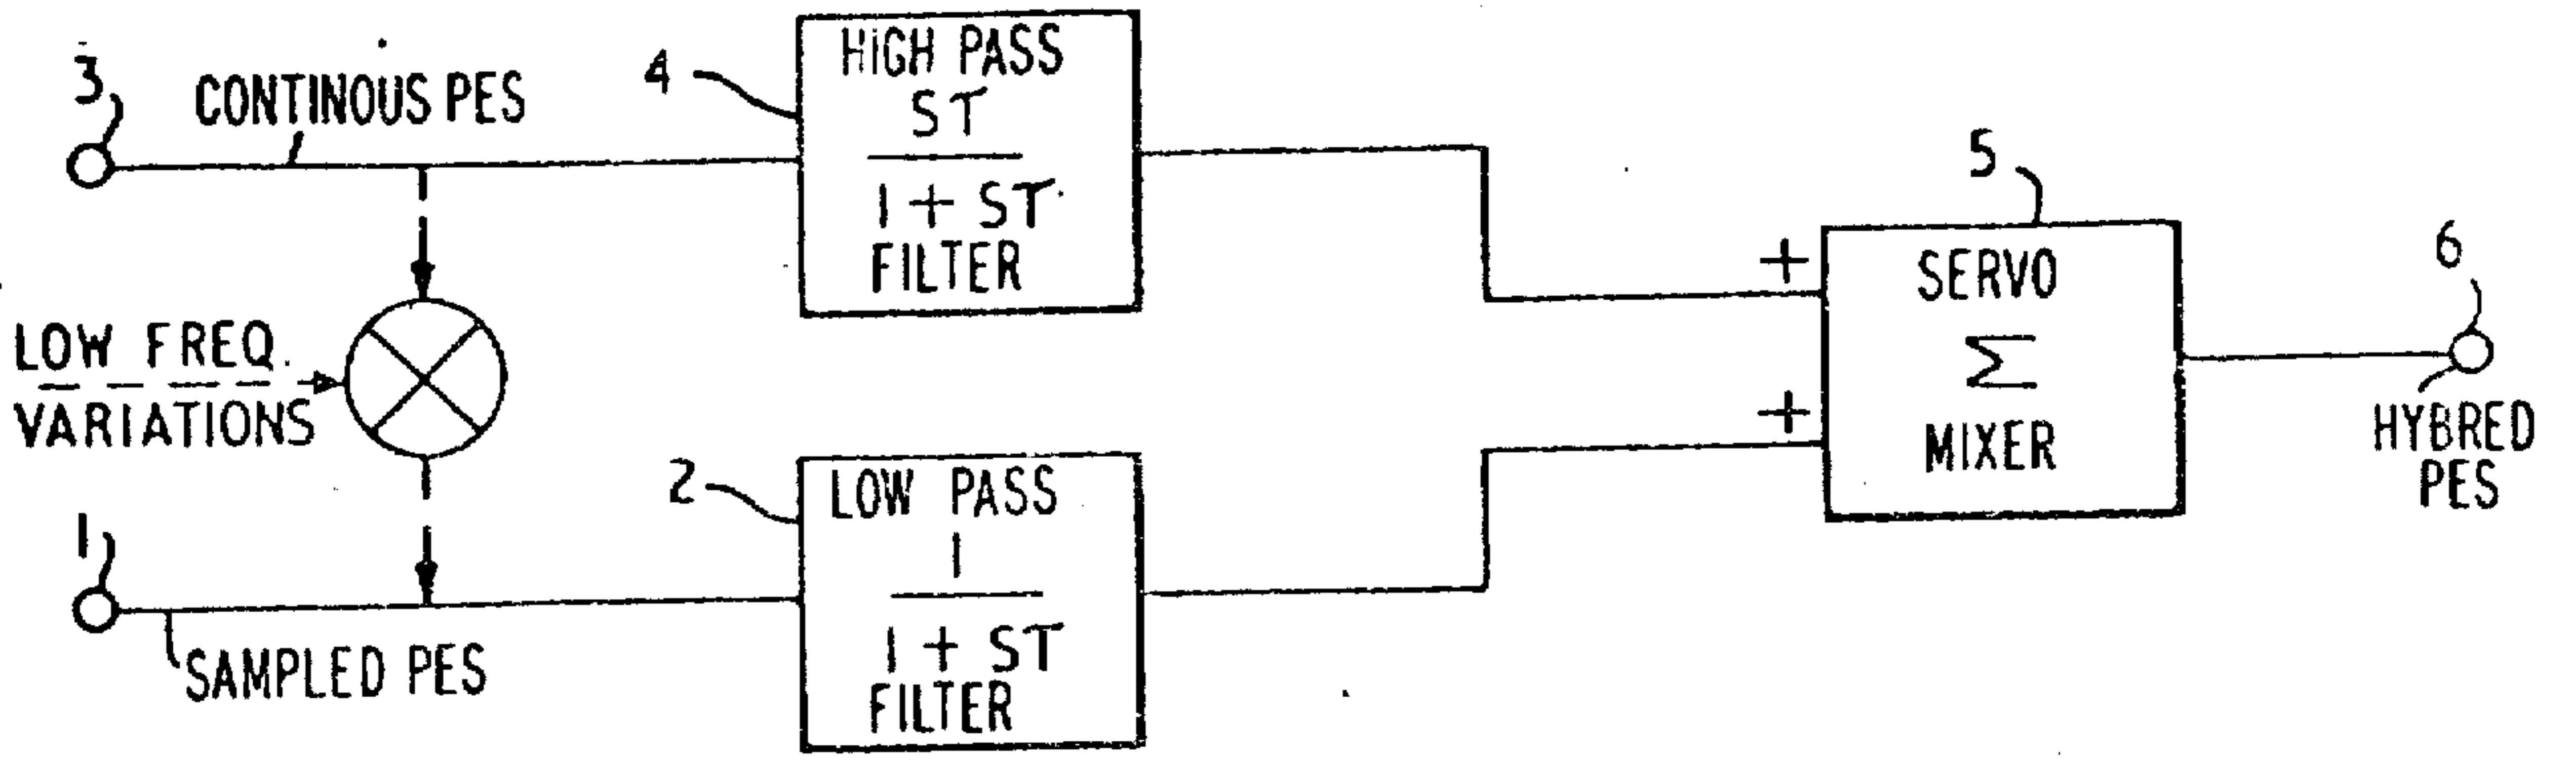 3
CONTINOUS PES
4
HIGH PASS
ST
1 + ST
FILTER
5
SERVO
Σ
MIXER
+
+
6
HYBRED
PES
LOW FREQ.
VARIATIONS
2
LOW PASS
1
1 + ST
FILTER
1
SAMPLED PES